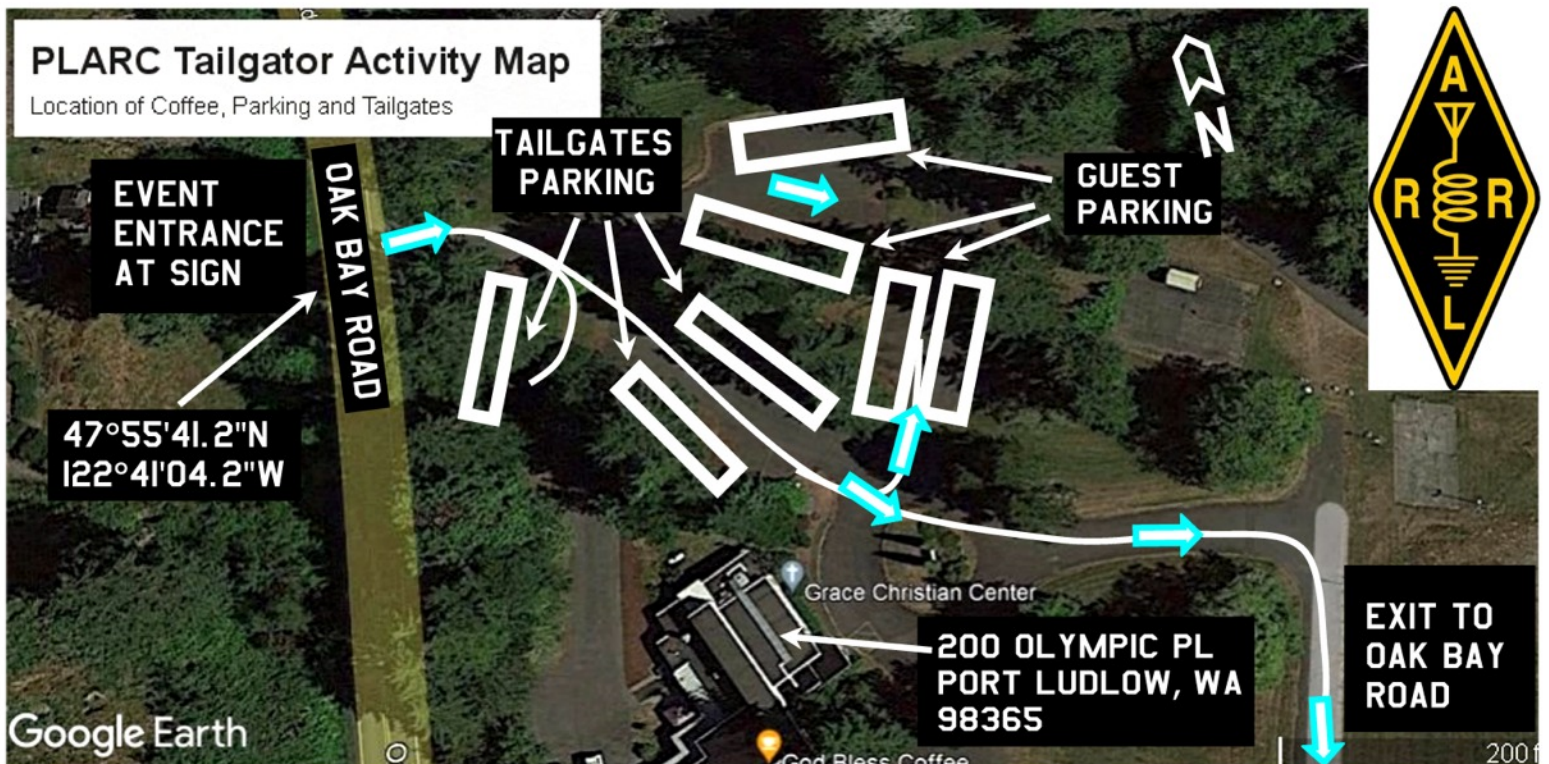 PLARC Tailgator Activity Map
Location of Coffee, Parking and Tailgates
TAILGATES
PARKING
N
GUEST
PARKING
EVENT
ENTRANCE
AT SIGN
OAK BAY ROAD
47°55'41.2"N
122°41'04.2"W
A
R R
L
Grace Christian Center
200 OLYMPIC PL
PORT LUDLOW, WA
98365
EXIT TO
OAK BAY
ROAD
God Bless Coffee
Google Earth
O
200 f